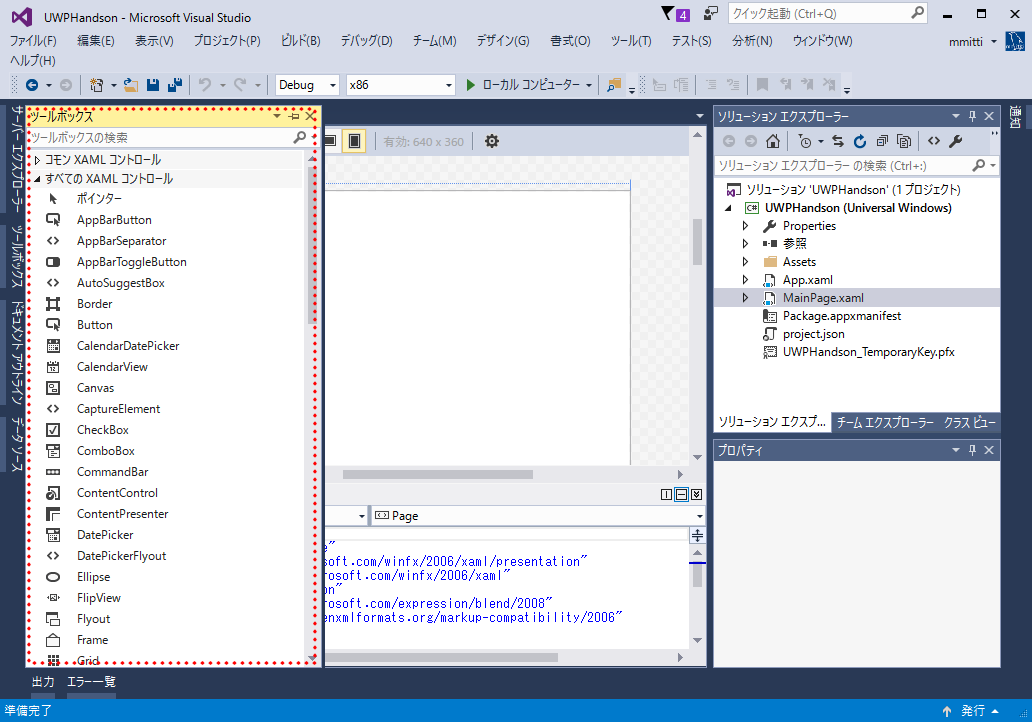 UWPHandson - Microsoft Visual Studio
4
クイック起動 (Ctrl+Q)
ファイル(F) 編集(E) 表示(V) プロジェクト(P) ビルド(B) デバッグ(D) チーム(M) デザイン(G) 書式(O) ツール(T) テスト(S) 分析(N) ウィンドウ(W)
mmitti
ヘルプ(H)
Debug x86 ローカル コンピューター
サーバー エクスプローラー
ツールボックス
ドキュメント アウトライン
データ ソース
ツールボックス
ツールボックスの検索
コモン XAML コントロール
すべての XAML コントロール
ポインター
AppBarButton
AppBarSeparator
AppBarToggleButton
AutoSuggestBox
Border
Button
CalendarDatePicker
CalendarView
Canvas
CaptureElement
CheckBox
ComboBox
CommandBar
ContentControl
ContentPresenter
DatePicker
DatePickerFlyout
Ellipse
FlipView
Flyout
Frame
Grid
有効: 640 x 360
Page
e"
soft.com/winfx/2006/xaml/presentation"
rosoft.com/winfx/2006/xaml"
on"
rosoft.com/expression/blend/2008"
enxmlformats.org/markup-compatibility/2006"
ソリューション エクスプローラー
ソリューション エクスプローラー の検索 (Ctrl+:)
ソリューション 'UWPHandson' (1 プロジェクト)
C# UWPHandson (Universal Windows)
Properties
参照
Assets
App.xaml
MainPage.xaml
Package.appxmanifest
project.json
UWPHandson_TemporaryKey.pfx
ソリューション エクスプ... チーム エクスプローラー クラス ビュー
プロパティ
通知
出力 エラー一覧
準備完了
発行